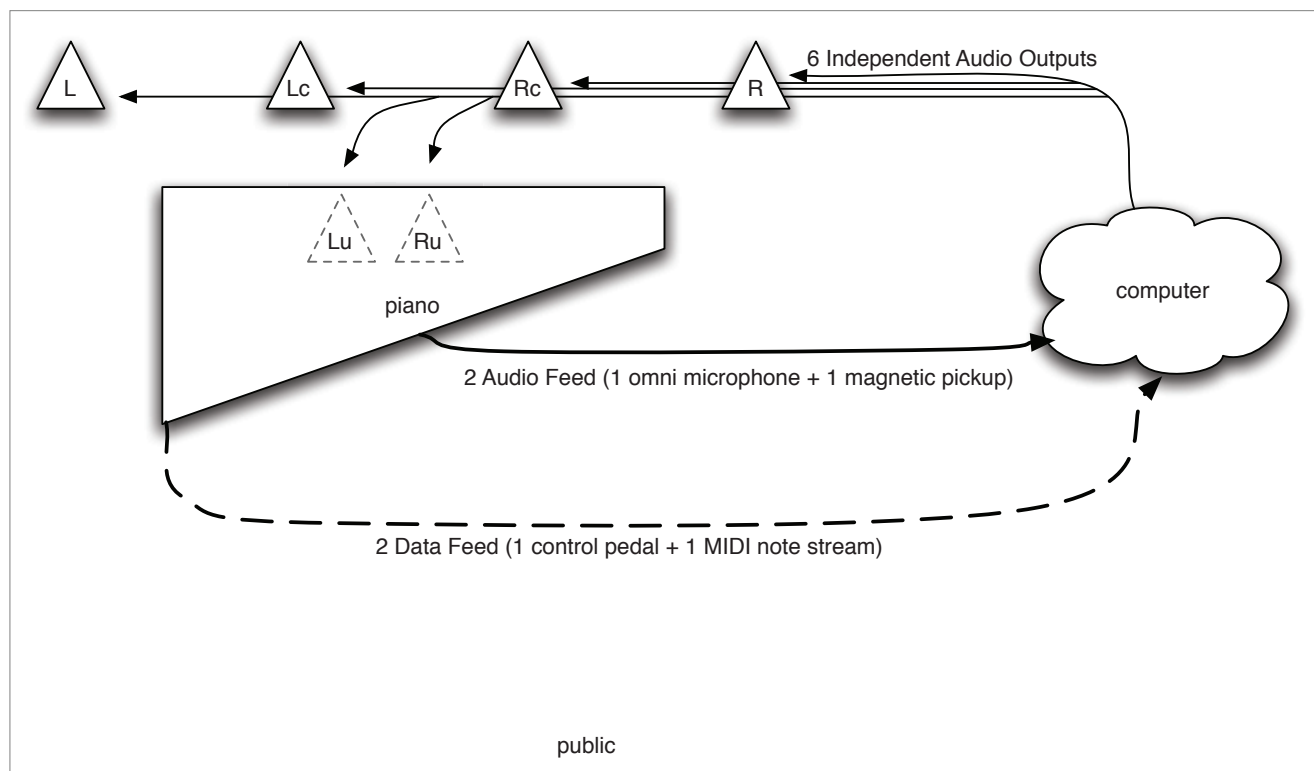 6 Independent Audio Outputs
L
Lc
Rc
R
Lu
Ru
computer
piano
2 Audio Feed (1 omni microphone + 1 magnetic pickup)
2 Data Feed (1 control pedal + 1 MIDI note stream)
public